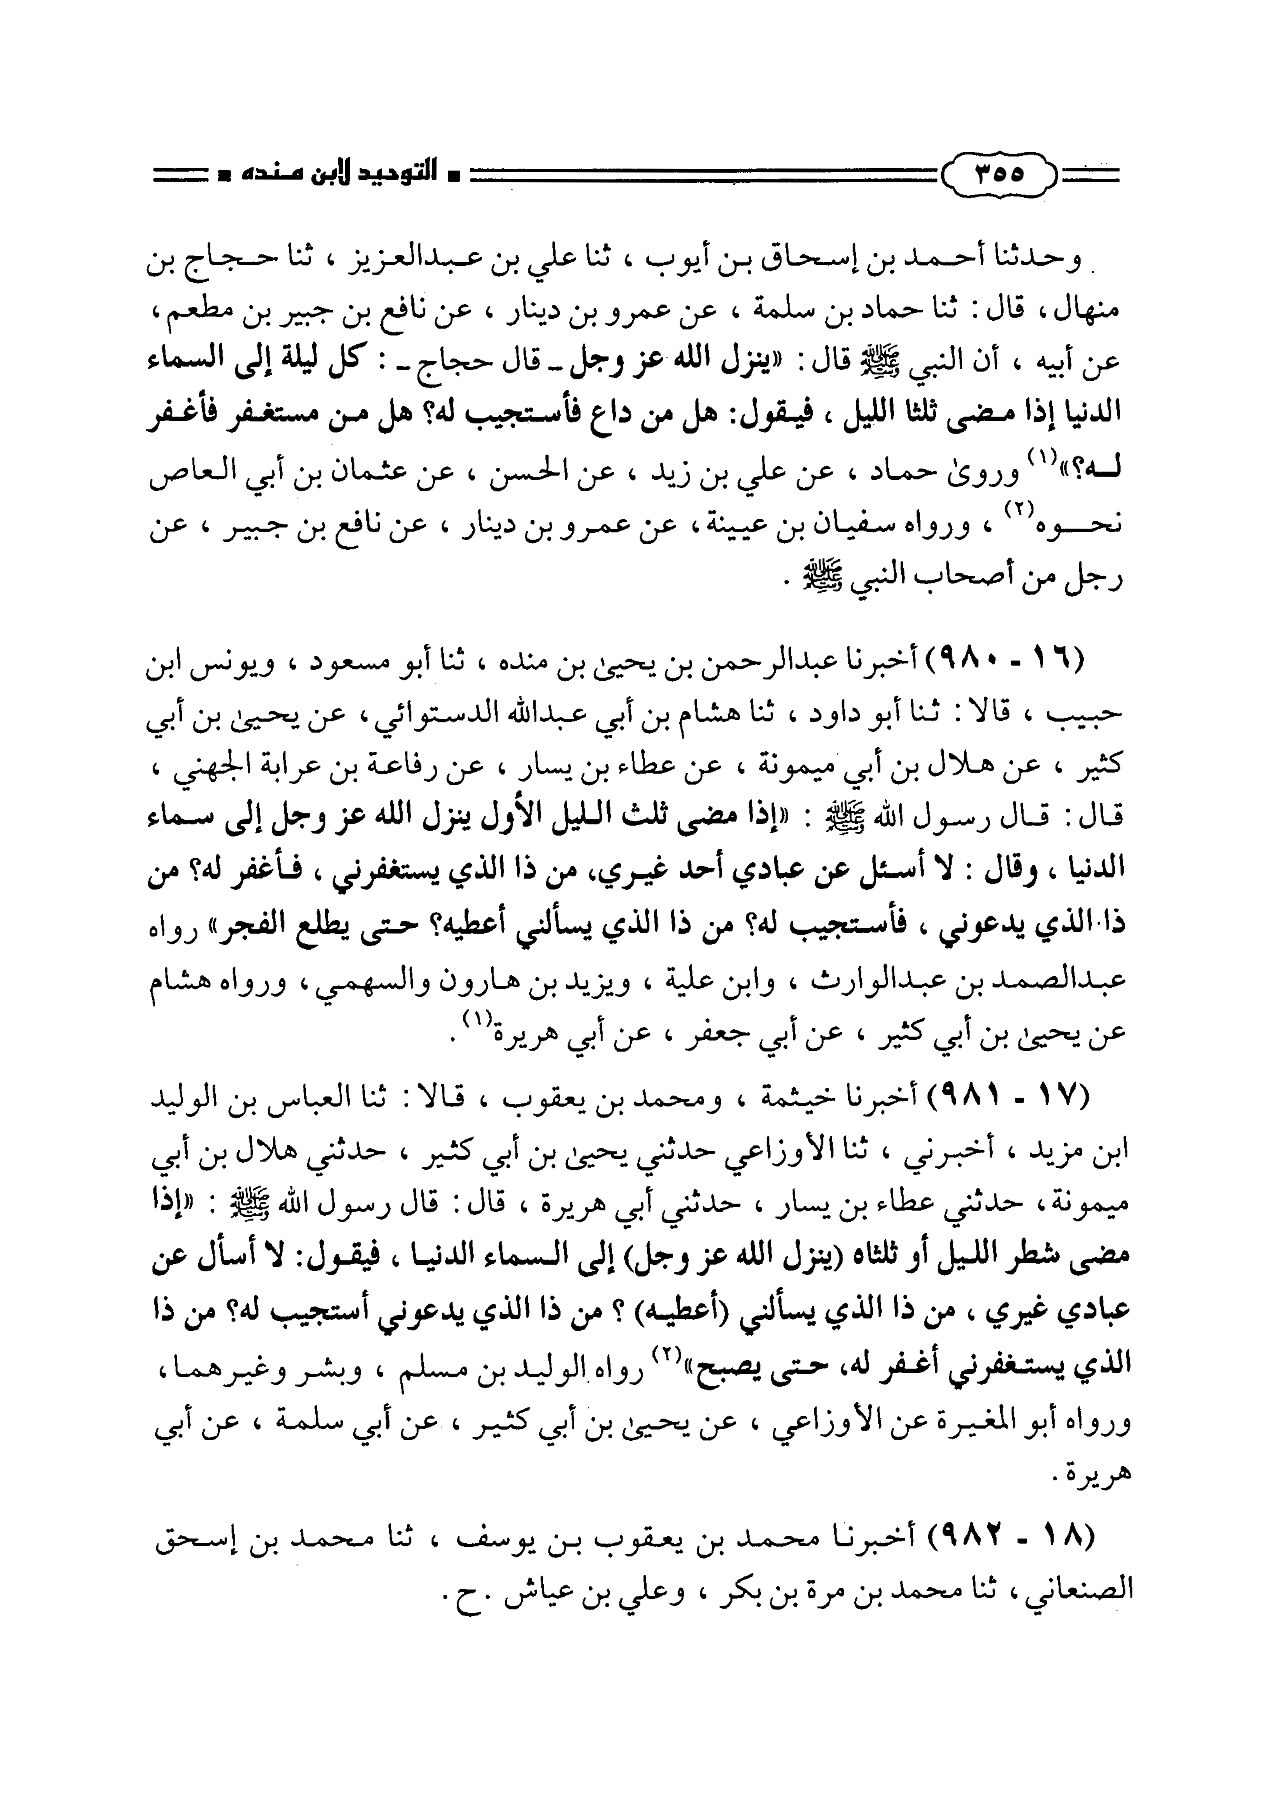 ٣٥٥ ■ التوحيد لابن منده ■
وحدثنا أحمد بن إسحاق بن أيوب ، ثنا علي بن عبدالعزيز ، ثنا حجاج بن
منهال، قال : ثنا حماد بن سلمة ، عن عمرو بن دينار ، عن نافع بن جبير بن مطعم،
عن أبيه ، أن النبي ﷺ قال : «ينزل الله عز وجل ـ قال حجاج ـ : كل ليلة إلى السماء
الدنيا إذا مضى ثلثا الليل ، فيقول: هل من داع فأستجيب له؟ هل من مستغفر فأغفر
له؟»(١) وروىٰ حماد ، عن علي بن زيد ، عن الحسن ، عن عثمان بن أبي العاص
نحوه(٢) ، ورواه سفيان بن عيينة، عن عمرو بن دينار ، عن نافع بن جبير ، عن
رجل من أصحاب النبي ﷺ .
(١٦ - ٩٨٠) أخبرنا عبدالرحمن بن يحيىٰ بن منده ، ثنا أبو مسعود ، ويونس ابن
حبيب ، قالا : ثنا أبو داود ، ثنا هشام بن أبي عبدالله الدستوائي، عن يحيىٰ بن أبي
كثير ، عن هلال بن أبي ميمونة ، عن عطاء بن يسار ، عن رفاعة بن عرابة الجهني ،
قال : قال رسول الله ﷺ : «إذا مضى ثلث الليل الأول ينزل الله عز وجل إلى سماء
الدنيا ، وقال : لا أسئل عن عبادي أحد غيري، من ذا الذي يستغفرني ، فأغفر له؟ من
ذا الذي يدعوني ، فأستجيب له؟ من ذا الذي يسألني أعطيه؟ حتى يطلع الفجر» رواه
عبدالصمد بن عبدالوارث ، وابن علية ، ويزيد بن هارون والسهمي، ورواه هشام
عن يحيىٰ بن أبي كثير ، عن أبي جعفر ، عن أبي هريرة(١).
(١٧ - ٩٨١) أخبرنا خيثمة ، ومحمد بن يعقوب ، قالا : ثنا العباس بن الوليد
ابن مزيد ، أخبرني ، ثنا الأوزاعي حدثني يحيىٰ بن أبي كثير ، حدثني هلال بن أبي
ميمونة، حدثني عطاء بن يسار ، حدثني أبي هريرة ، قال : قال رسول الله ﷺ : «إذا
مضى شطر الليل أو ثلثاه (ينزل الله عز وجل) إلى السماء الدنيا ، فيقول: لا أسأل عن
عبادي غيري ، من ذا الذي يسألني (أعطيه) ؟ من ذا الذي يدعوني أستجيب له؟ من ذا
الذي يستغفرني أغفر له، حتى يصبح»(٢) رواه الوليد بن مسلم ، وبشر وغيرهما،
ورواه أبو المغيرة عن الأوزاعي ، عن يحيىٰ بن أبي كثير ، عن أبي سلمة ، عن أبي
هريرة .
(١٨ - ٩٨٢) أخبرنا محمد بن يعقوب بن يوسف ، ثنا محمد بن إسحق
الصنعاني، ثنا محمد بن مرة بن بكر ، وعلي بن عياش .ح.